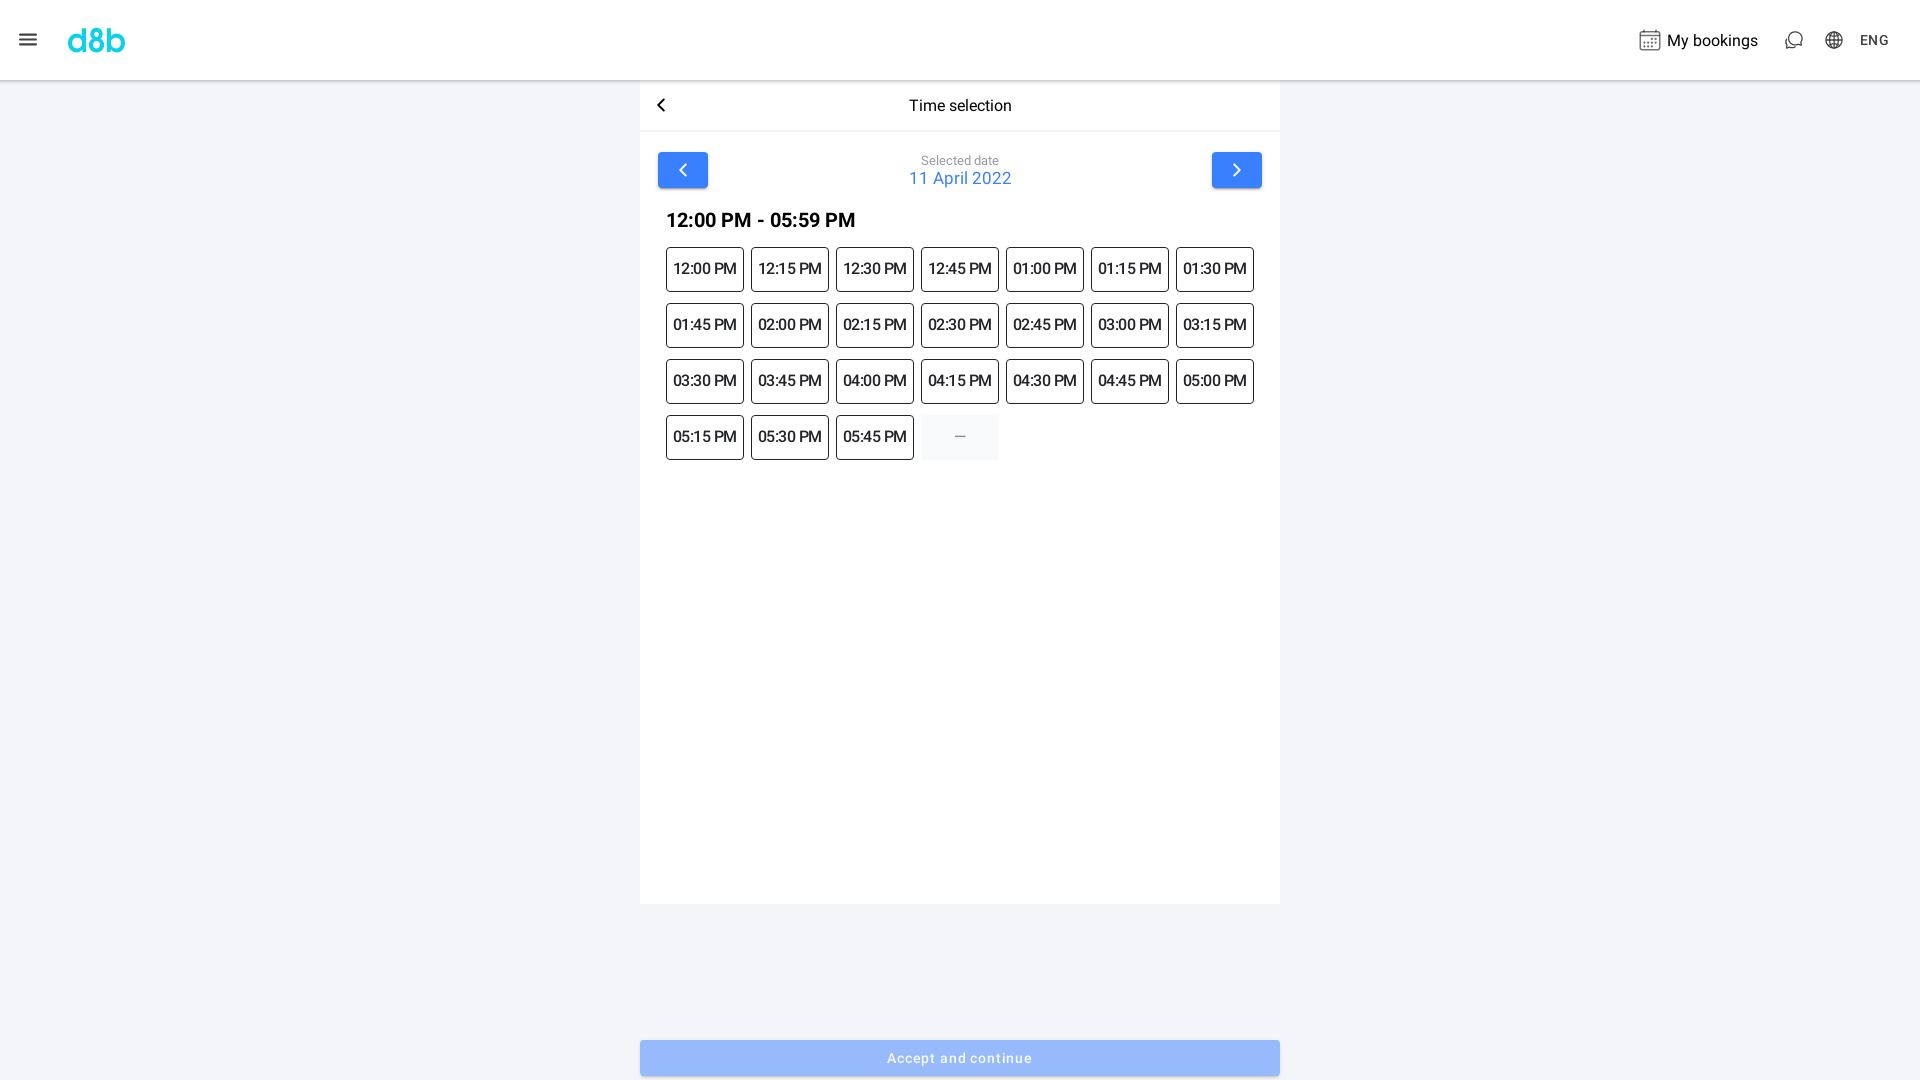 d8b
My bookings
ENG
Time selection
Selected date
11 April 2022
12:00 PM - 05:59 PM
12:00 PM 12:15 PM 12:30 PM 12:45 PM 01:00 PM 01:15 PM 01:30 PM
01:45 PM 02:00 PM 02:15 PM 02:30 PM 02:45 PM 03:00 PM 03:15 PM
03:30 PM 03:45 PM 04:00 PM 04:15 PM 04:30 PM 04:45 PM 05:00 PM
05:15 PM 05:30 PM 05:45 PM —
Accept and continue